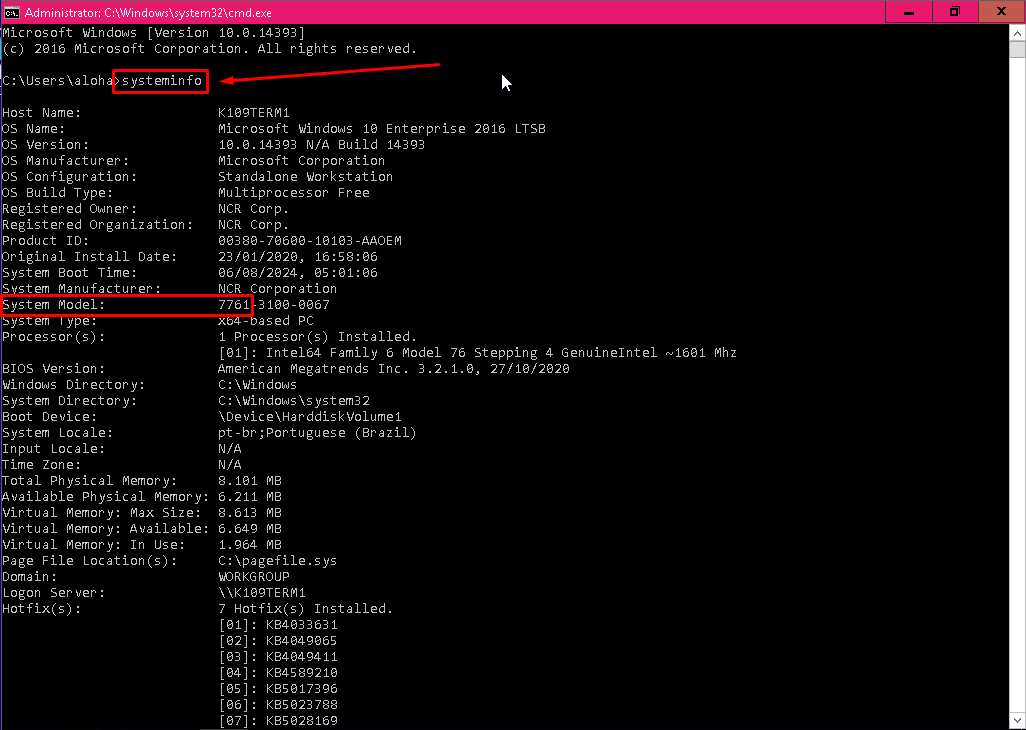 Administrator: C:\Windows\system32\cmd.exe
Microsoft Windows [Version 10.0.14393]
(c) 2016 Microsoft Corporation. All rights reserved.
C:\Users\aloha>systeminfo
Host Name: K109TERM1
OS Name: Microsoft Windows 10 Enterprise 2016 LTSB
OS Version: 10.0.14393 N/A Build 14393
OS Manufacturer: Microsoft Corporation
OS Configuration: Standalone Workstation
OS Build Type: Multiprocessor Free
Registered Owner: NCR Corp.
Registered Organization: NCR Corp.
Product ID: 00380-70600-10103-AAOEM
Original Install Date: 23/01/2020, 16:58:06
System Boot Time: 06/08/2024, 05:01:06
System Manufacturer: NCR Corporation
System Model: 7761-3100-0067
System Type: x64-based PC
Processor(s): 1 Processor(s) Installed.
[01]: Intel64 Family 6 Model 76 Stepping 4 GenuineIntel ~1601 Mhz
BIOS Version: American Megatrends Inc. 3.2.1.0, 27/10/2020
Windows Directory: C:\Windows
System Directory: C:\Windows\system32
Boot Device: \Device\HarddiskVolume1
System Locale: pt-br;Portuguese (Brazil)
Input Locale: N/A
Time Zone: N/A
Total Physical Memory: 8.101 MB
Available Physical Memory: 6.211 MB
Virtual Memory: Max Size: 8.613 MB
Virtual Memory: Available: 6.649 MB
Virtual Memory: In Use: 1.964 MB
Page File Location(s): C:\pagefile.sys
Domain: WORKGROUP
Logon Server: \\K109TERM1
Hotfix(s): 7 Hotfix(s) Installed.
[01]: KB4033631
[02]: KB4049065
[03]: KB4049411
[04]: KB4589210
[05]: KB5017396
[06]: KB5023788
[07]: KB5028169